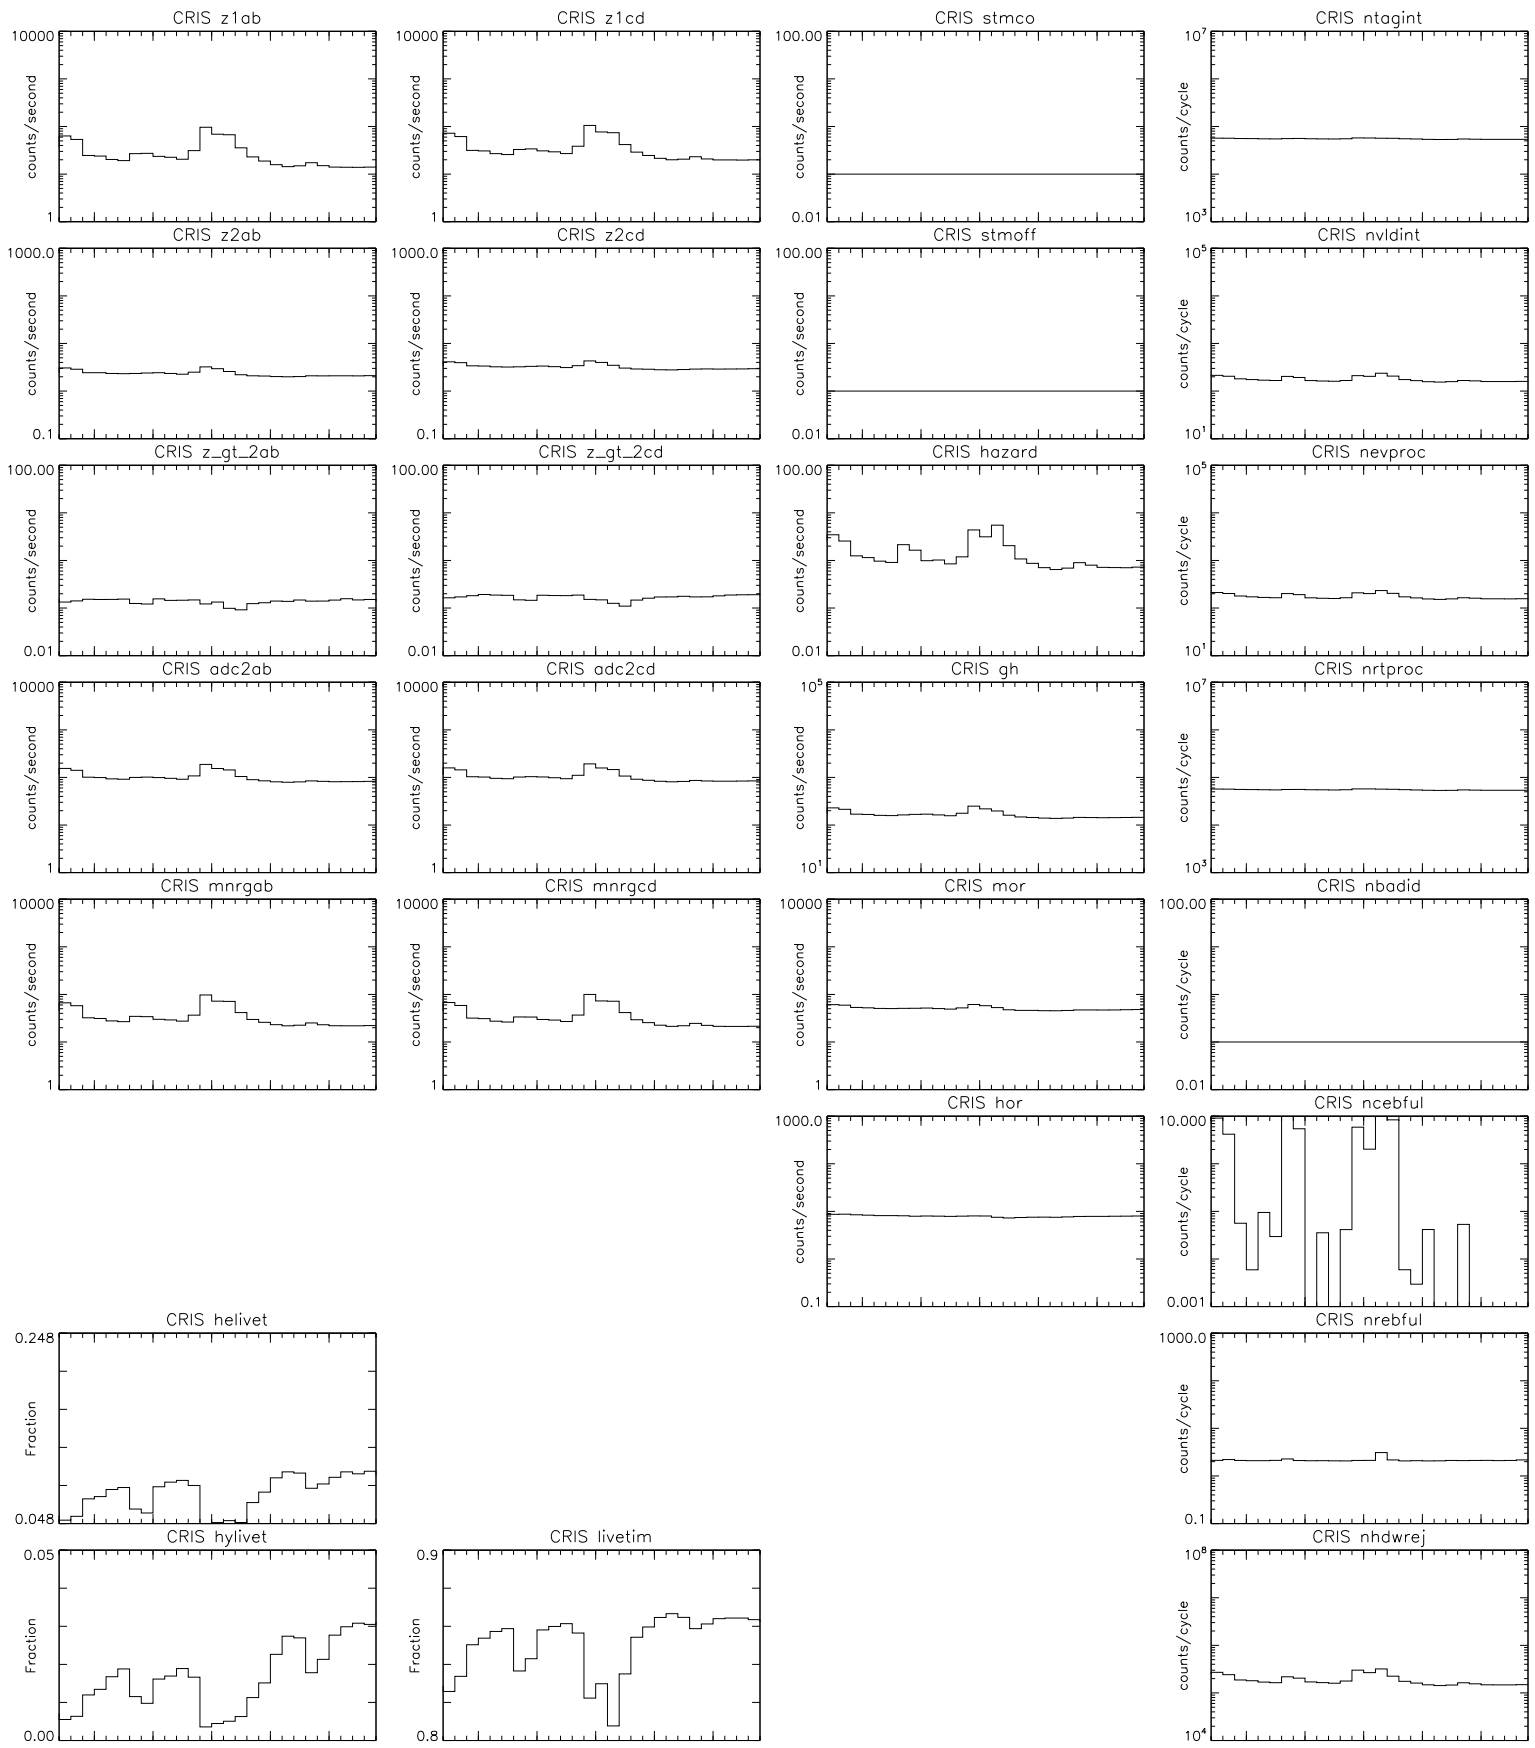 CRIS z1ab
CRIS z1cd
CRIS stmco
CRIS ntagint
10000
counts/second
1
10000
counts/second
1
100.00
counts/second
0.01
10^7
counts/cycle
10^3
CRIS z2ab
CRIS z2cd
CRIS stmoff
CRIS nvldint
1000.0
counts/second
0.1
1000.0
counts/second
0.1
100.00
counts/second
0.01
10^5
counts/cycle
10^1
CRIS z_gt_2ab
CRIS z_gt_2cd
CRIS hazard
CRIS nevproc
100.00
counts/second
0.01
100.00
counts/second
0.01
100.00
counts/second
0.01
10^5
counts/cycle
10^1
CRIS adc2ab
CRIS adc2cd
CRIS gh
CRIS nrtproc
10000
counts/second
1
10000
counts/second
1
10^5
counts/second
10^1
10^7
counts/cycle
10^3
CRIS mnrgab
CRIS mnrgcd
CRIS mor
CRIS nbadid
10000
counts/second
1
10000
counts/second
1
10000
counts/second
1
100.00
counts/cycle
0.01
CRIS hor
CRIS ncebful
1000.0
counts/second
0.1
10.000
counts/cycle
0.001
CRIS helivet
CRIS nrebful
0.248
Fraction
0.048
1000.0
counts/cycle
0.1
CRIS hylivet
CRIS livetim
CRIS nhdwrej
0.05
Fraction
0.00
0.9
Fraction
0.8
10^8
counts/cycle
10^4